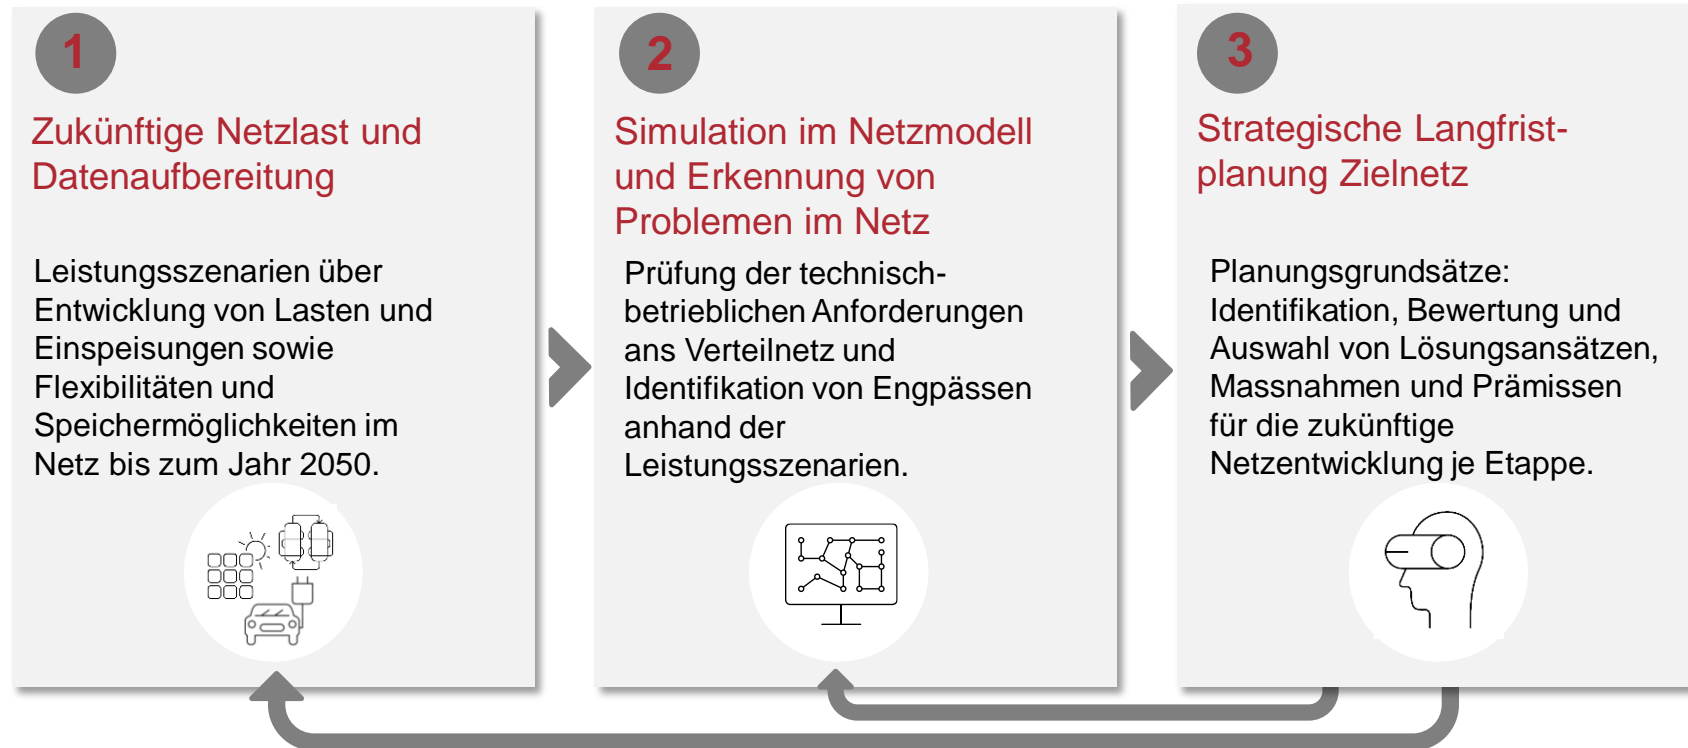 1
Zukünftige Netzlast und
Datenaufbereitung
Leistungsszenarien über
Entwicklung von Lasten und
Einspeisungen sowie
Flexibilitäten und
Speichermöglichkeiten im
Netz bis zum Jahr 2050.
2
Simulation im Netzmodell
und Erkennung von
Problemen im Netz
Prüfung der technisch-
betrieblichen Anforderungen
ans Verteilnetz und
Identifikation von Engpässen
anhand der
Leistungsszenarien.
3
Strategische Langfrist-
planung Zielnetz
Planungsgrundsätze:
Identifikation, Bewertung und
Auswahl von Lösungsansätzen,
Massnahmen und Prämissen
für die zukünftige
Netzentwicklung je Etappe.